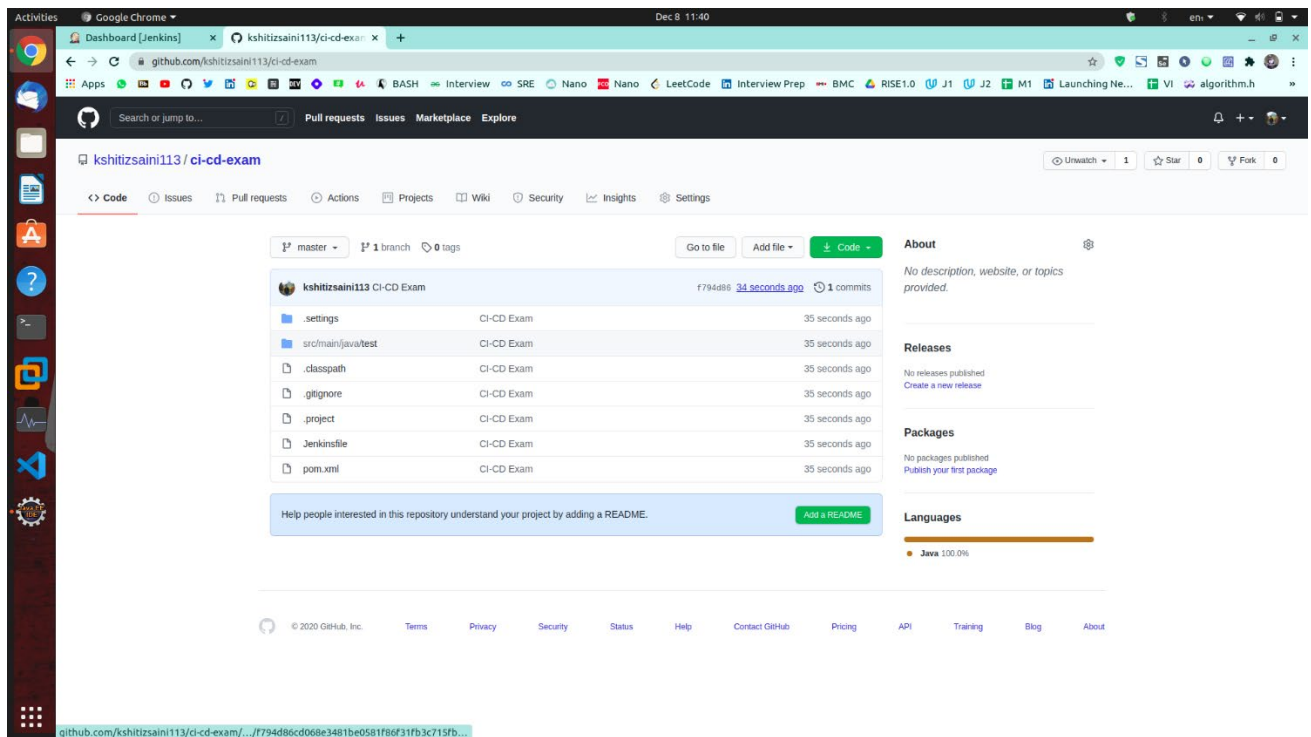 Activities Google Chrome ▾ Dec 8 11:40 en₁ ▾
Dashboard [Jenkins] × kshitizsaini113/ci-cd-exam × +
github.com/kshitizsaini113/ci-cd-exam
Apps BASH Interview SRE Nano Nano LeetCode Interview Prep BMC RISE1.0 J1 J2 M1 Launching Ne... VI algorithm.h »
Search or jump to... / Pull requests Issues Marketplace Explore
kshitizsaini113 / ci-cd-exam Unwatch 1 Star 0 Fork 0
<> Code Issues Pull requests Actions Projects Wiki Security Insights Settings
master 1 branch 0 tags Go to file Add file Code
kshitizsaini113 CI-CD Exam f794d86 34 seconds ago 1 commits
.settings CI-CD Exam 35 seconds ago
src/main/java/test CI-CD Exam 35 seconds ago
.classpath CI-CD Exam 35 seconds ago
.gitignore CI-CD Exam 35 seconds ago
.project CI-CD Exam 35 seconds ago
Jenkinsfile CI-CD Exam 35 seconds ago
pom.xml CI-CD Exam 35 seconds ago
Help people interested in this repository understand your project by adding a README. Add a README
About
No description, website, or topics
provided.
Releases
No releases published
Create a new release
Packages
No packages published
Publish your first package
Languages
Java 100.0%
© 2020 GitHub, Inc. Terms Privacy Security Status Help Contact GitHub Pricing API Training Blog About
github.com/kshitizsaini113/ci-cd-exam/.../f794d86cd068e3481be0581f86f31fb3c715fb...